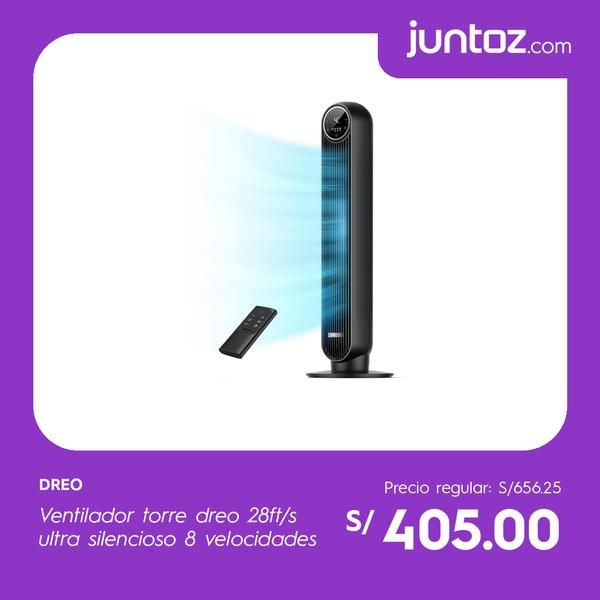 juntoz.com
DREO
Ventilador torre dreo 28ft/s
ultra silencioso 8 velocidades
Precio regular: S/656.25
S/ 405.00